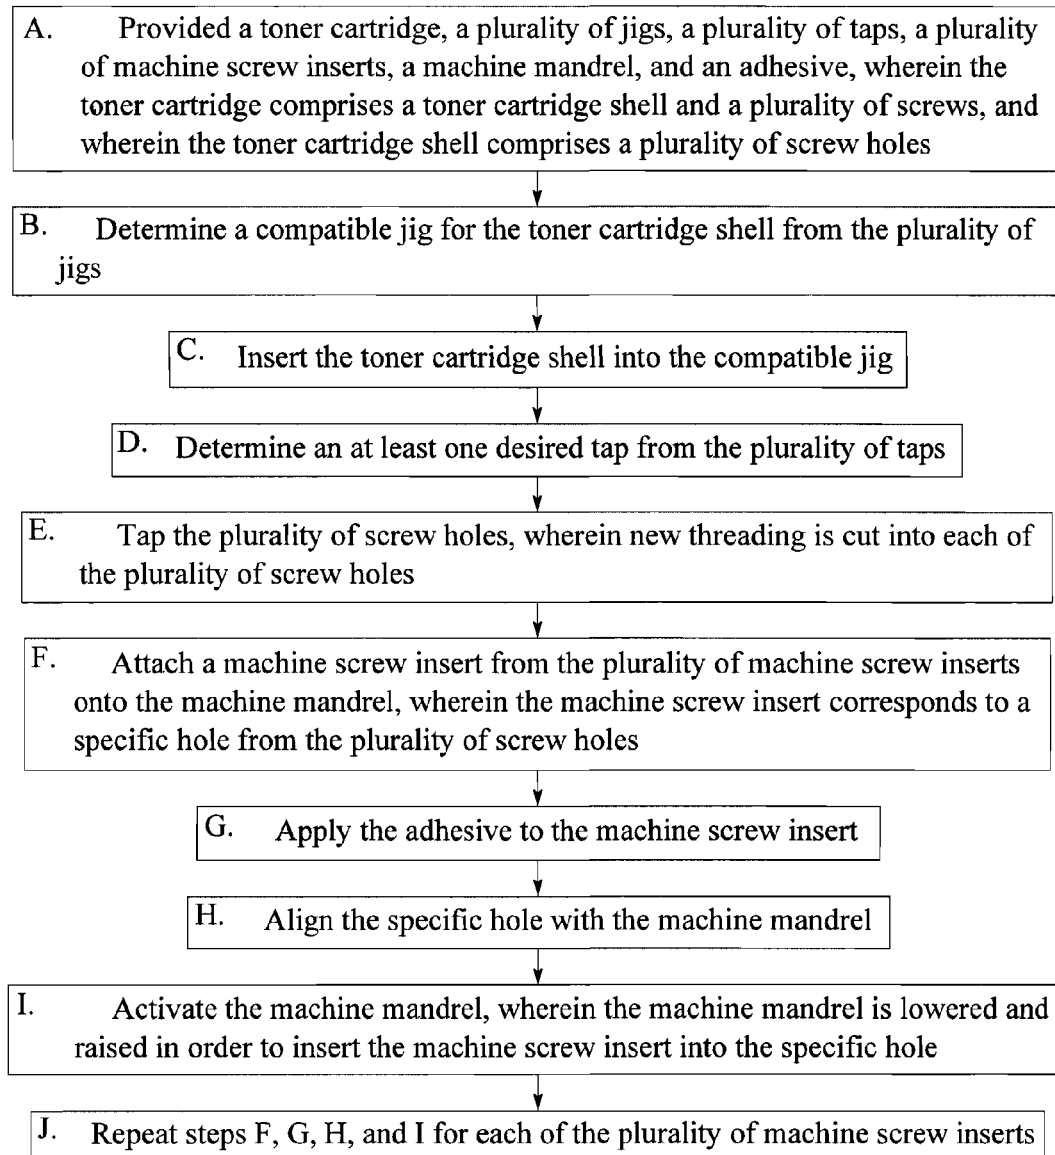 A. Provided a toner cartridge, a plurality of jigs, a plurality of taps, a plurality
of machine screw inserts, a machine mandrel, and an adhesive, wherein the
toner cartridge comprises a toner cartridge shell and a plurality of screws, and
wherein the toner cartridge shell comprises a plurality of screw holes
B. Determine a compatible jig for the toner cartridge shell from the plurality of
jigs
C. Insert the toner cartridge shell into the compatible jig
D. Determine an at least one desired tap from the plurality of taps
E. Tap the plurality of screw holes, wherein new threading is cut into each of
the plurality of screw holes
F. Attach a machine screw insert from the plurality of machine screw inserts
onto the machine mandrel, wherein the machine screw insert corresponds to a
specific hole from the plurality of screw holes
G. Apply the adhesive to the machine screw insert
H. Align the specific hole with the machine mandrel
I. Activate the machine mandrel, wherein the machine mandrel is lowered and
raised in order to insert the machine screw insert into the specific hole
J. Repeat steps F, G, H, and I for each of the plurality of machine screw inserts